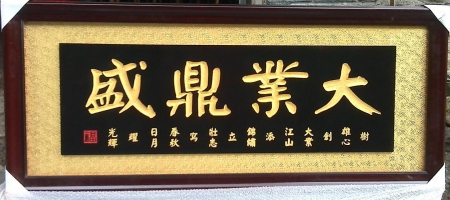 大業鼎盛
樹雄心創大業江山添錦繡立壯志寫春秋日月耀光輝